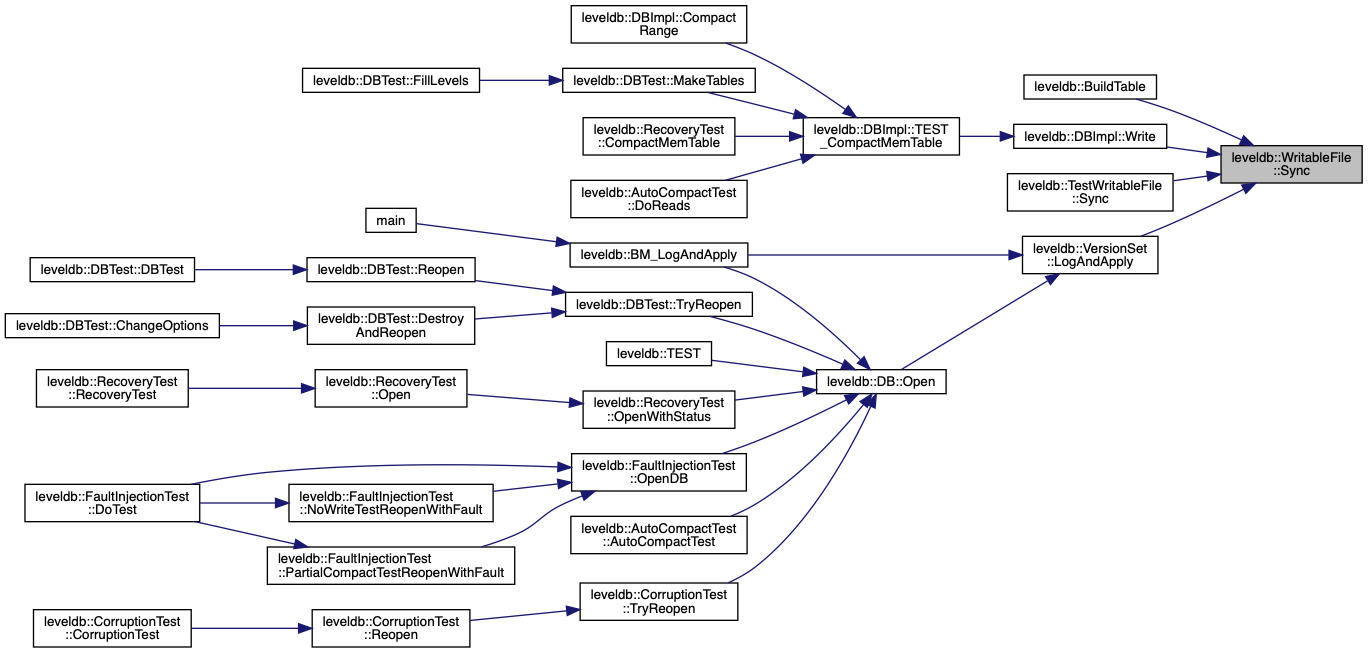 leveldb::DBImpl::Compact
Range
leveldb::DBTest::FillLevels
leveldb::DBTest::MakeTables
leveldb::BuildTable
leveldb::RecoveryTest
::CompactMemTable
leveldb::DBImpl::TEST
_CompactMemTable
leveldb::DBImpl::Write
leveldb::WritableFile
::Sync
leveldb::AutoCompactTest
::DoReads
leveldb::TestWritableFile
::Sync
main
leveldb::BM_LogAndApply
leveldb::VersionSet
::LogAndApply
leveldb::DBTest::DBTest
leveldb::DBTest::Reopen
leveldb::DBTest::TryReopen
leveldb::DBTest::ChangeOptions
leveldb::DBTest::Destroy
AndReopen
leveldb::TEST
leveldb::DB::Open
leveldb::RecoveryTest
::RecoveryTest
leveldb::RecoveryTest
::Open
leveldb::RecoveryTest
::OpenWithStatus
leveldb::FaultInjectionTest
::OpenDB
leveldb::FaultInjectionTest
::DoTest
leveldb::FaultInjectionTest
::NoWriteTestReopenWithFault
leveldb::AutoCompactTest
::AutoCompactTest
leveldb::FaultInjectionTest
::PartialCompactTestReopenWithFault
leveldb::CorruptionTest
::TryReopen
leveldb::CorruptionTest
::CorruptionTest
leveldb::CorruptionTest
::Reopen